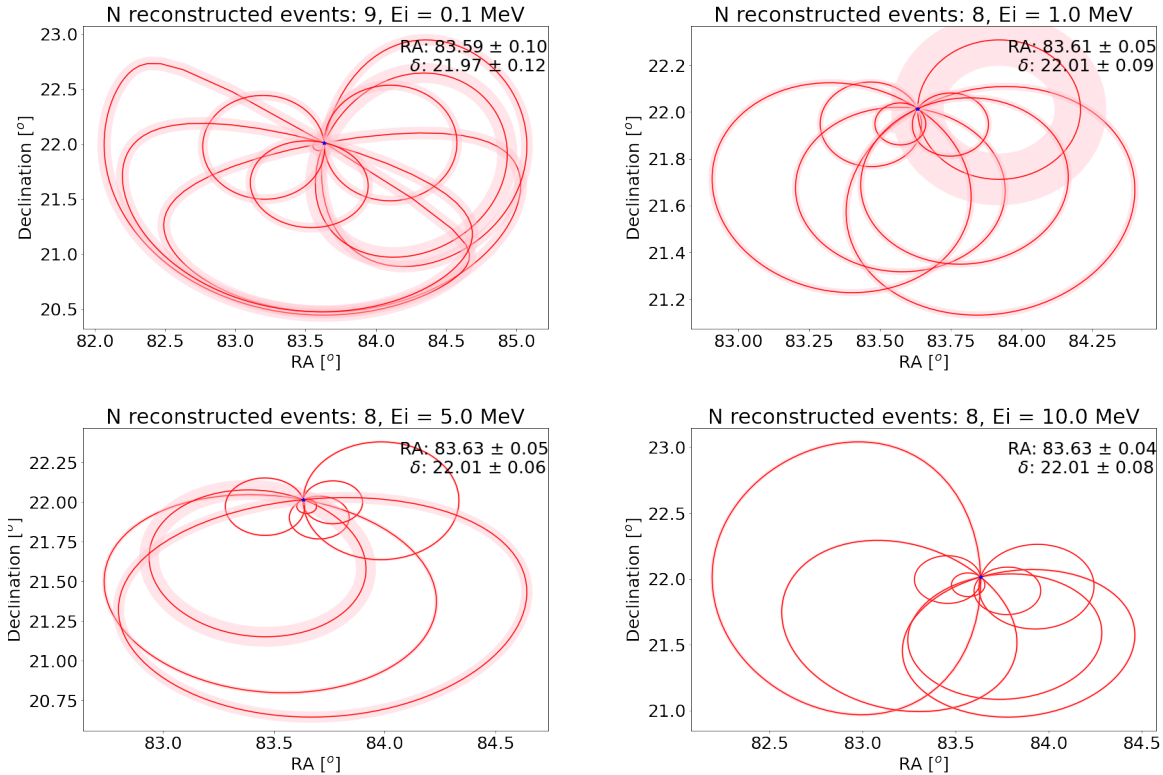 N reconstructed events: 9, Ei = 0.1 MeV
RA: 83.59 ± 0.10
δ: 21.97 ± 0.12
23.0
22.5
22.0
21.5
21.0
20.5
Declination [°]
82.0 82.5 83.0 83.5 84.0 84.5 85.0
RA [°]
N reconstructed events: 8, Ei = 1.0 MeV
RA: 83.61 ± 0.05
δ: 22.01 ± 0.09
22.2
22.0
21.8
21.6
21.4
21.2
Declination [°]
83.00 83.25 83.50 83.75 84.00 84.25
RA [°]
N reconstructed events: 8, Ei = 5.0 MeV
RA: 83.63 ± 0.05
δ: 22.01 ± 0.06
22.25
22.00
21.75
21.50
21.25
21.00
20.75
Declination [°]
83.0 83.5 84.0 84.5
RA [°]
N reconstructed events: 8, Ei = 10.0 MeV
RA: 83.63 ± 0.04
δ: 22.01 ± 0.08
23.0
22.5
22.0
21.5
21.0
Declination [°]
82.5 83.0 83.5 84.0 84.5
RA [°]